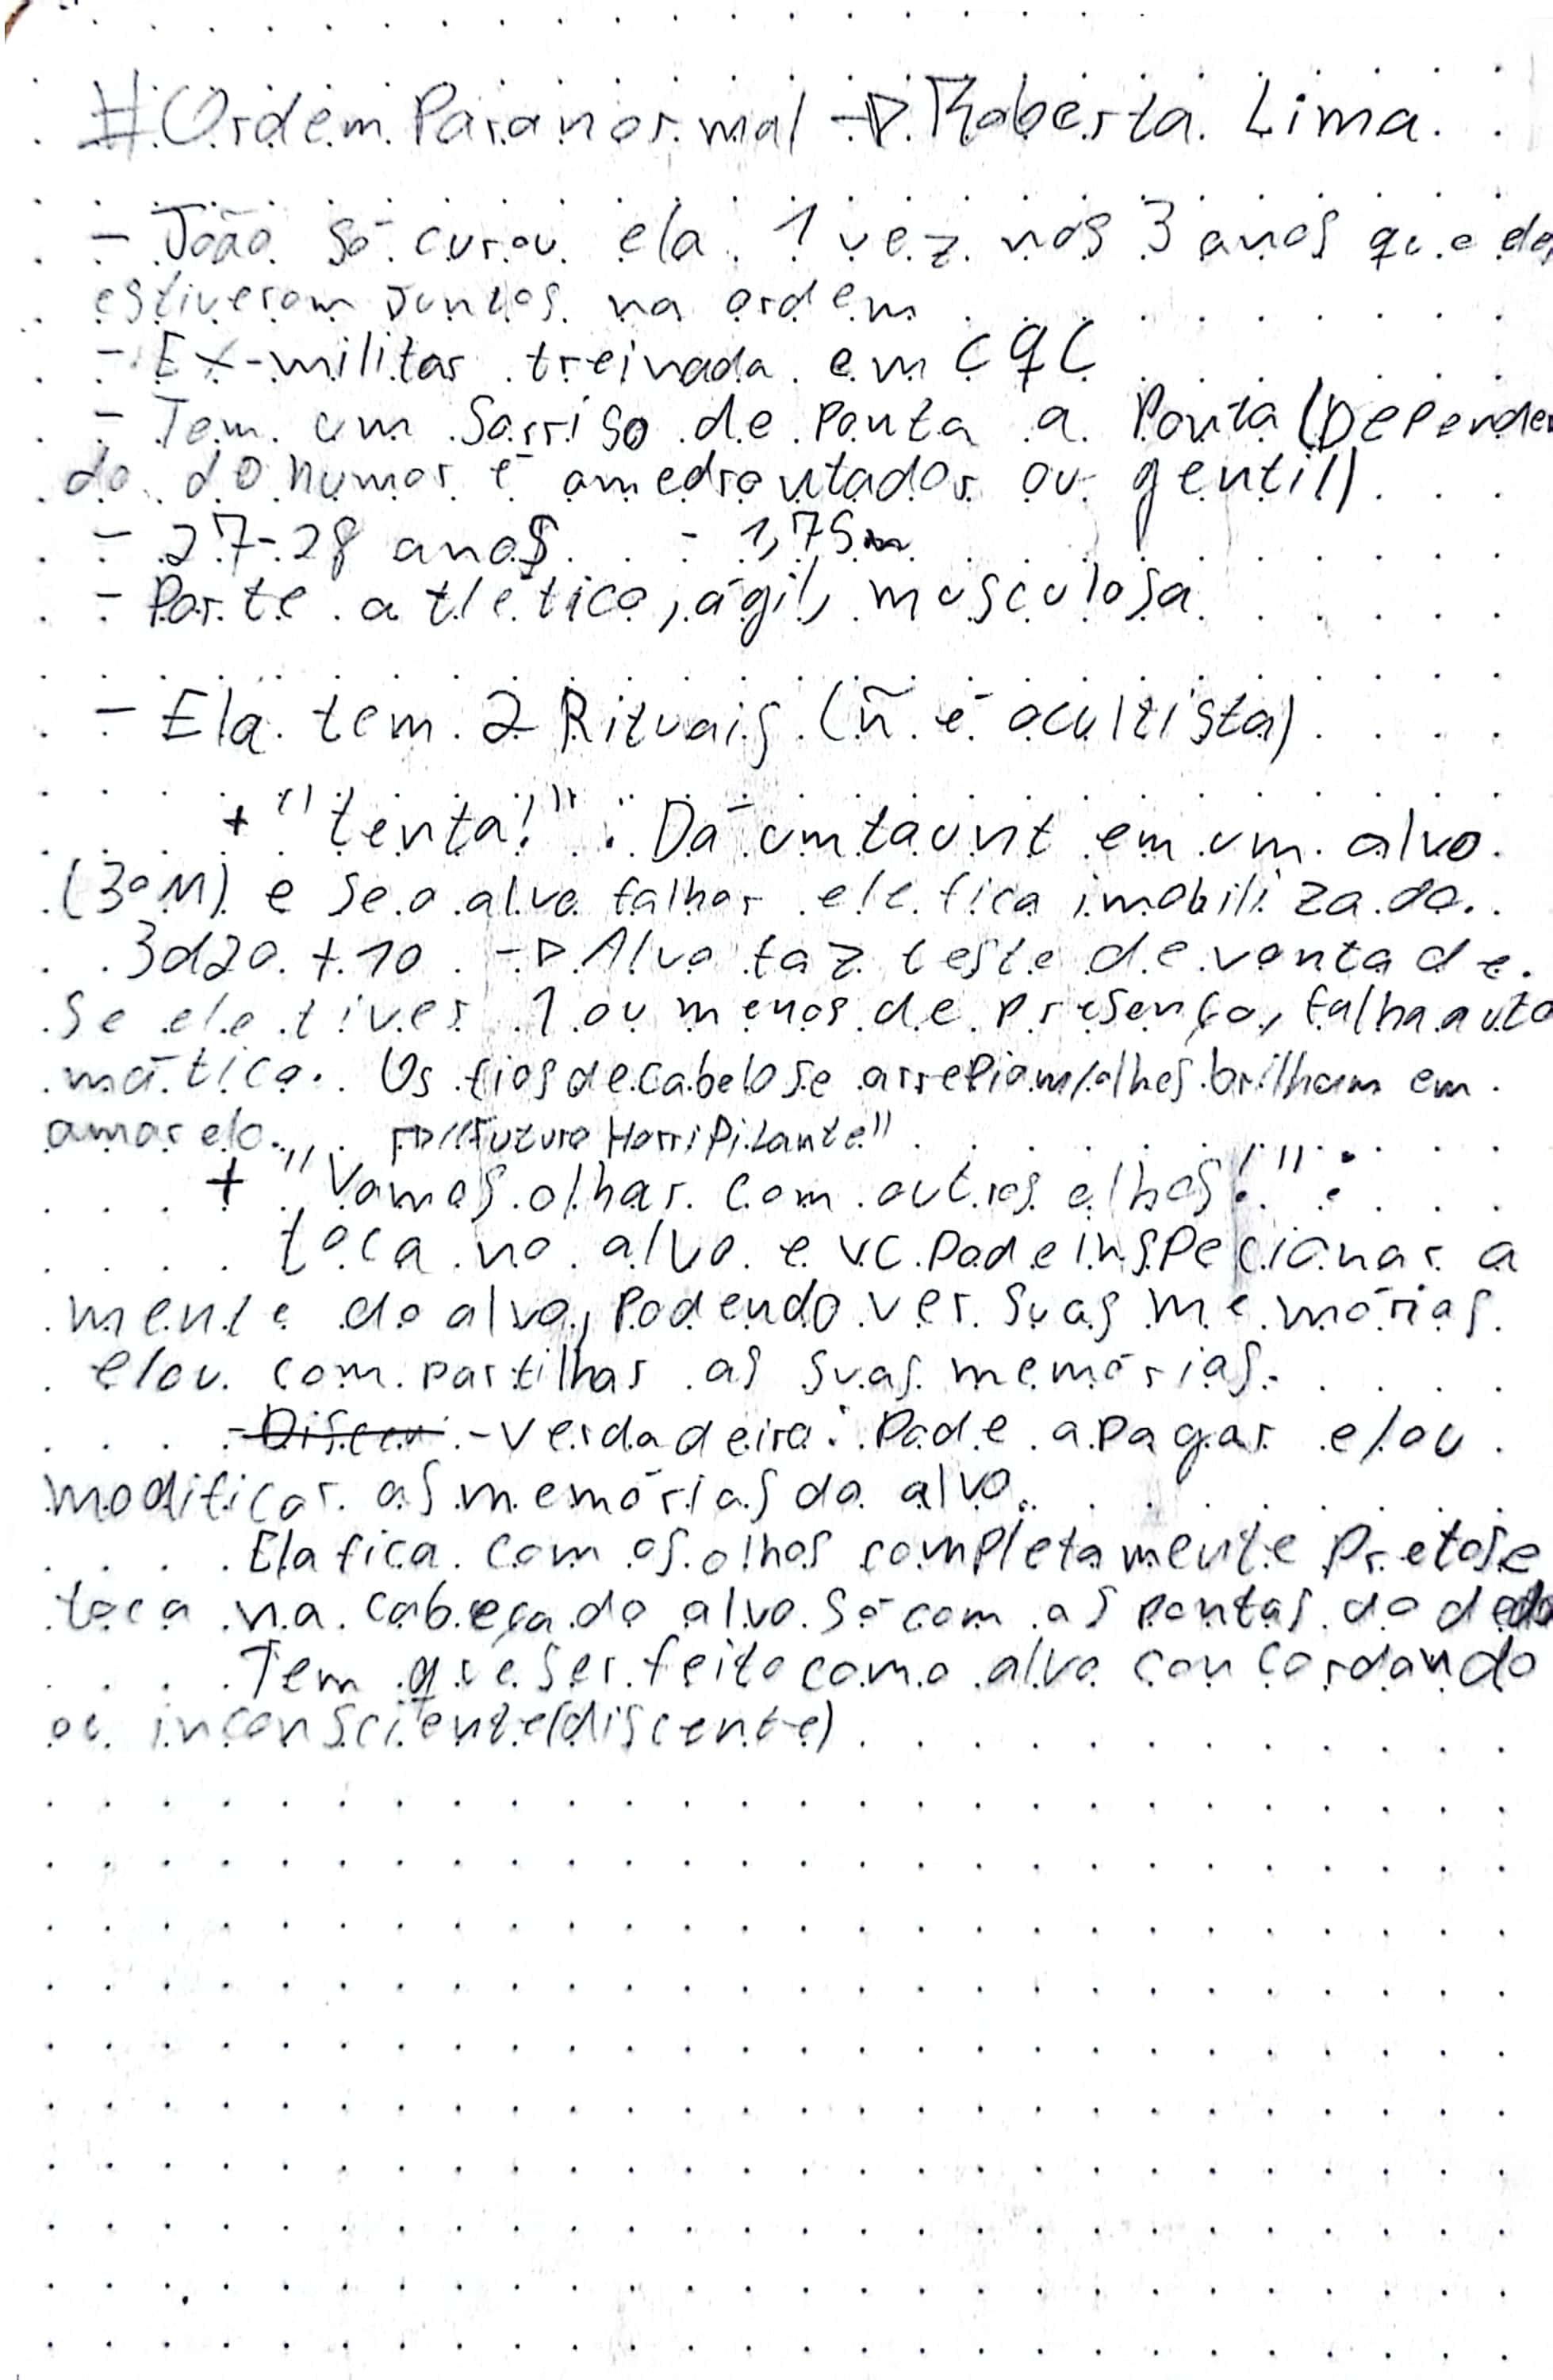 #Ordem Paranormal → Roberta Lima
- João só curou ela 1 vez nos 3 anos que eles
estiveram juntos na ordem
- Ex-militar treinada em CQC
- Tem um sorriso de ponta a ponta (Dependen
do do humor é amedrontador ou gentil)
- 27-28 anos - 1,75m
- Porte atlético, ágil, musculosa
- Ela tem 2 Rituais (ñ é ocultista)
+ "tenta!": Dá um taunt em um alvo
(30M) e se o alvo falhar ele fica imobilizado.
3d20 + 10 → Alvo faz teste de vontade.
Se ele tiver 1 ou menos de presença, falha auto
mática. Os fios de cabelo se arrepiam/olhos brilham em
amarelo. → "Futuro HorriPilante"
+ "Vamos olhar com outros olhos!":
toca no alvo e vc pode inspecionar a
mente do alvo, podendo ver suas memórias
e/ou compartilhar as suas memórias.
- Discen - Verdadeiro: Pode apagar e/ou
modificar as memórias do alvo.
Ela fica com os olhos completamente pretos e
toca na cabeça do alvo só com as pontas do dedo
Tem que ser feito com o alvo concordando
ou inconsciente (discente)